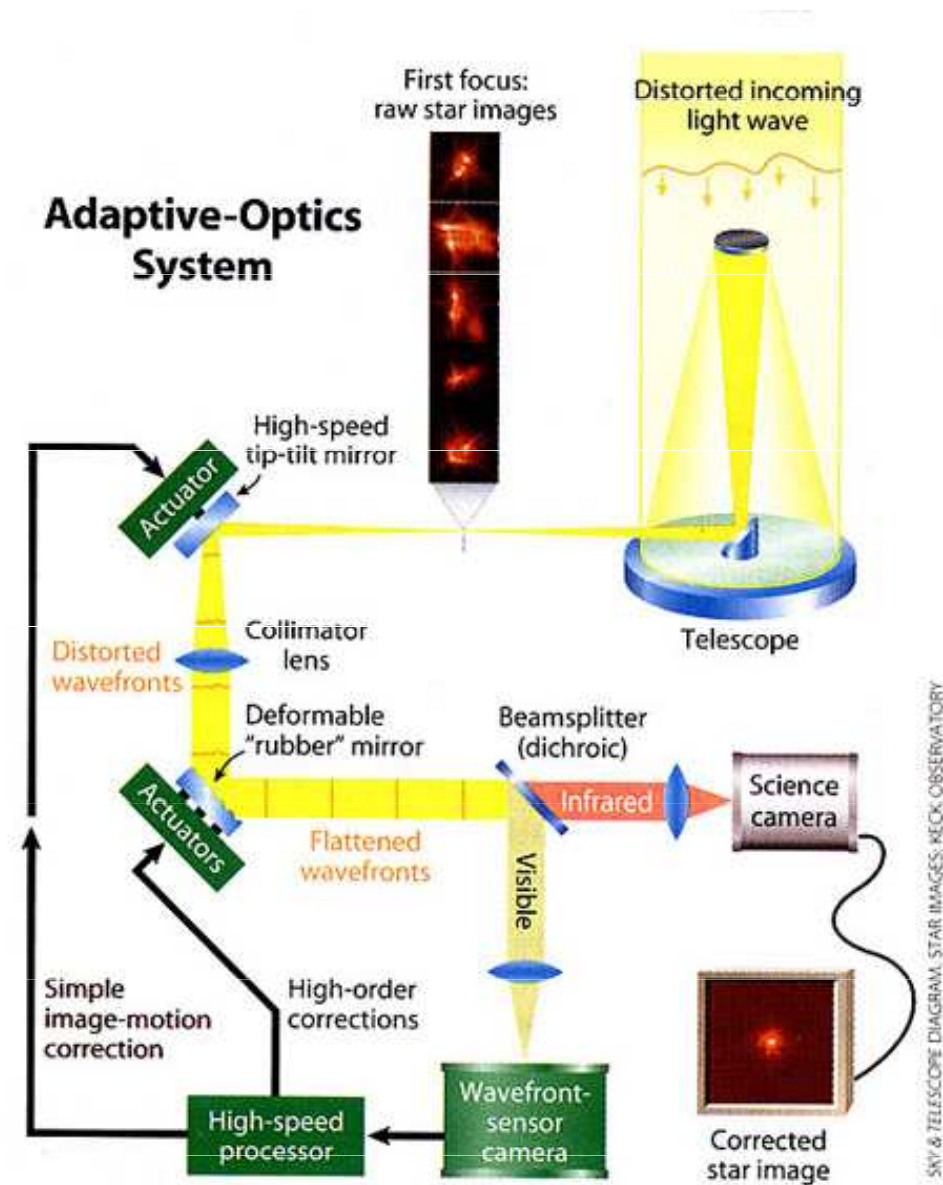 Adaptive-Optics
System
First focus:
raw star images
Distorted incoming
light wave
High-speed
tip-tilt mirror
Actuator
Telescope
Distorted
wavefronts
Collimator
lens
Deformable
"rubber" mirror
Actuators
Flattened
wavefronts
Beamsplitter
(dichroic)
Infrared
Science
camera
Visible
Simple
image-motion
correction
High-order
corrections
High-speed
processor
Wavefront-
sensor
camera
Corrected
star image
SKY & TELESCOPE DIAGRAM. STAR IMAGES: KECK OBSERVATORY